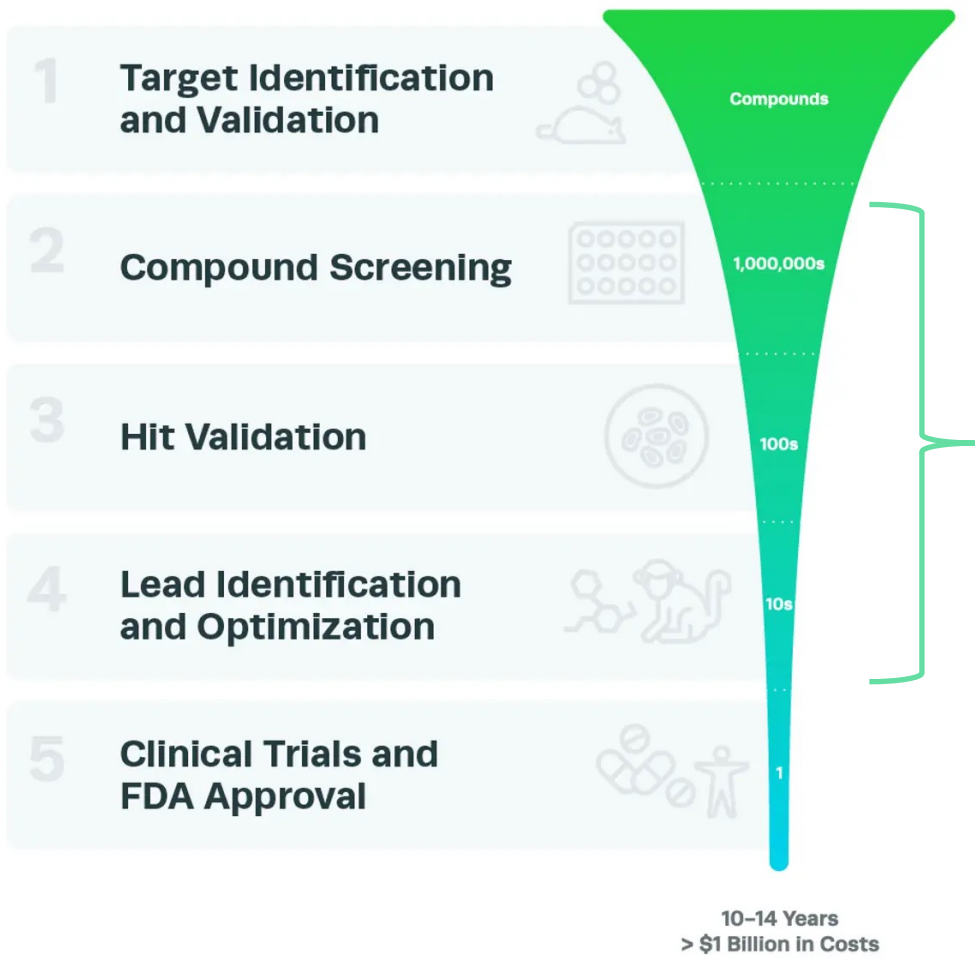 1
Target Identification
and Validation
Compounds
2
Compound Screening
1,000,000s
3
Hit Validation
100s
4
Lead Identification
and Optimization
10s
5
Clinical Trials and
FDA Approval
1
10–14 Years
> $1 Billion in Costs